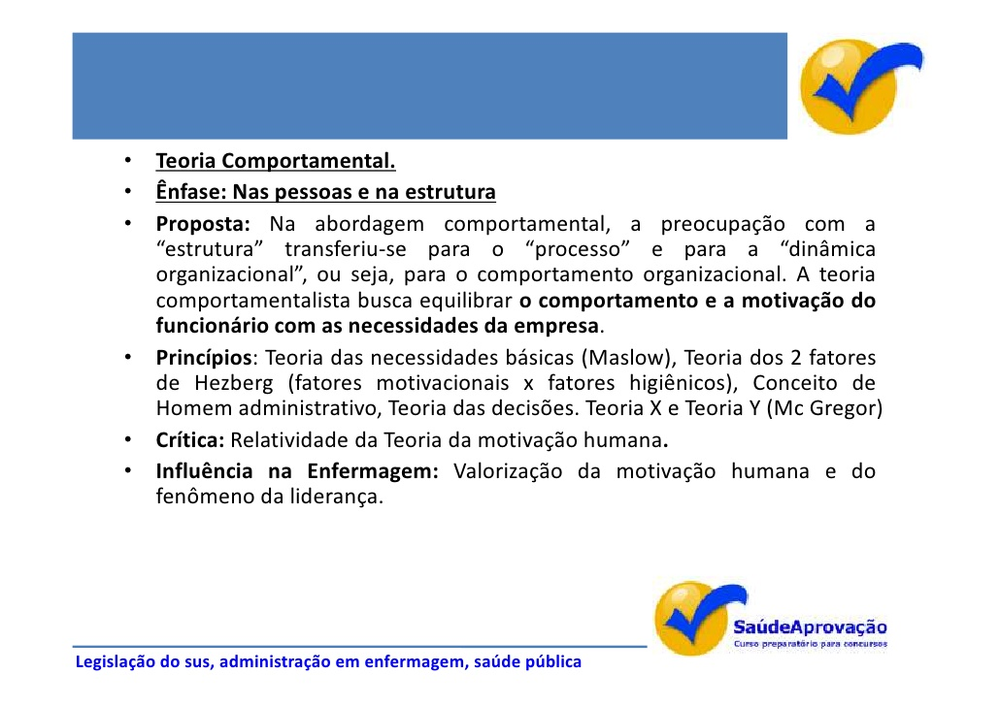 • Teoria Comportamental.
• Ênfase: Nas pessoas e na estrutura
• Proposta: Na abordagem comportamental, a preocupação com a
“estrutura” transferiu-se para o “processo” e para a “dinâmica
organizacional”, ou seja, para o comportamento organizacional. A teoria
comportamentalista busca equilibrar o comportamento e a motivação do
funcionário com as necessidades da empresa.
• Princípios: Teoria das necessidades básicas (Maslow), Teoria dos 2 fatores
de Hezberg (fatores motivacionais x fatores higiênicos), Conceito de
Homem administrativo, Teoria das decisões. Teoria X e Teoria Y (Mc Gregor)
• Crítica: Relatividade da Teoria da motivação humana.
• Influência na Enfermagem: Valorização da motivação humana e do
fenômeno da liderança.
SaúdeAprovação
Curso preparatório para concursos
Legislação do sus, administração em enfermagem, saúde pública